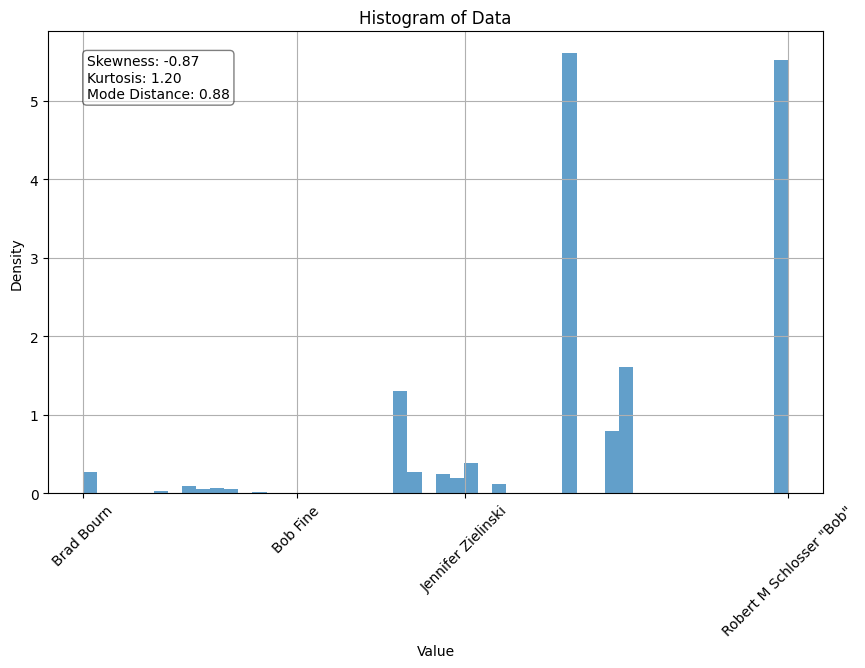 Histogram of Data
Skewness: -0.87
Kurtosis: 1.20
Mode Distance: 0.88
Density
5
4
3
2
1
0
Brad Bourn
Bob Fine
Jennifer Zielinski
Robert M Schlosser "Bob"
Value